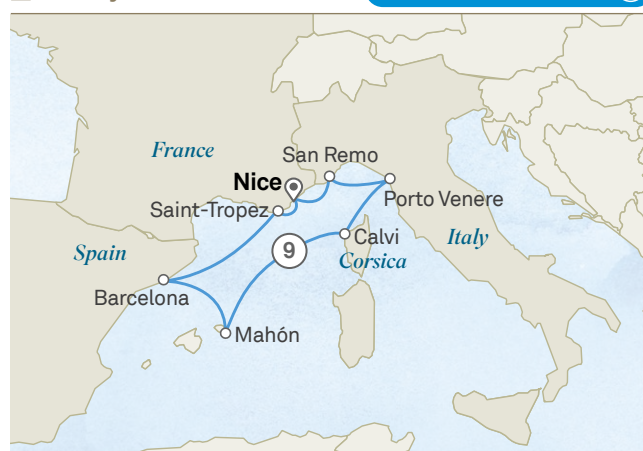 France
San Remo
Nice
Porto Venere
Saint-Tropez
Spain
9
Calvi
Italy
Corsica
Barcelona
Mahón